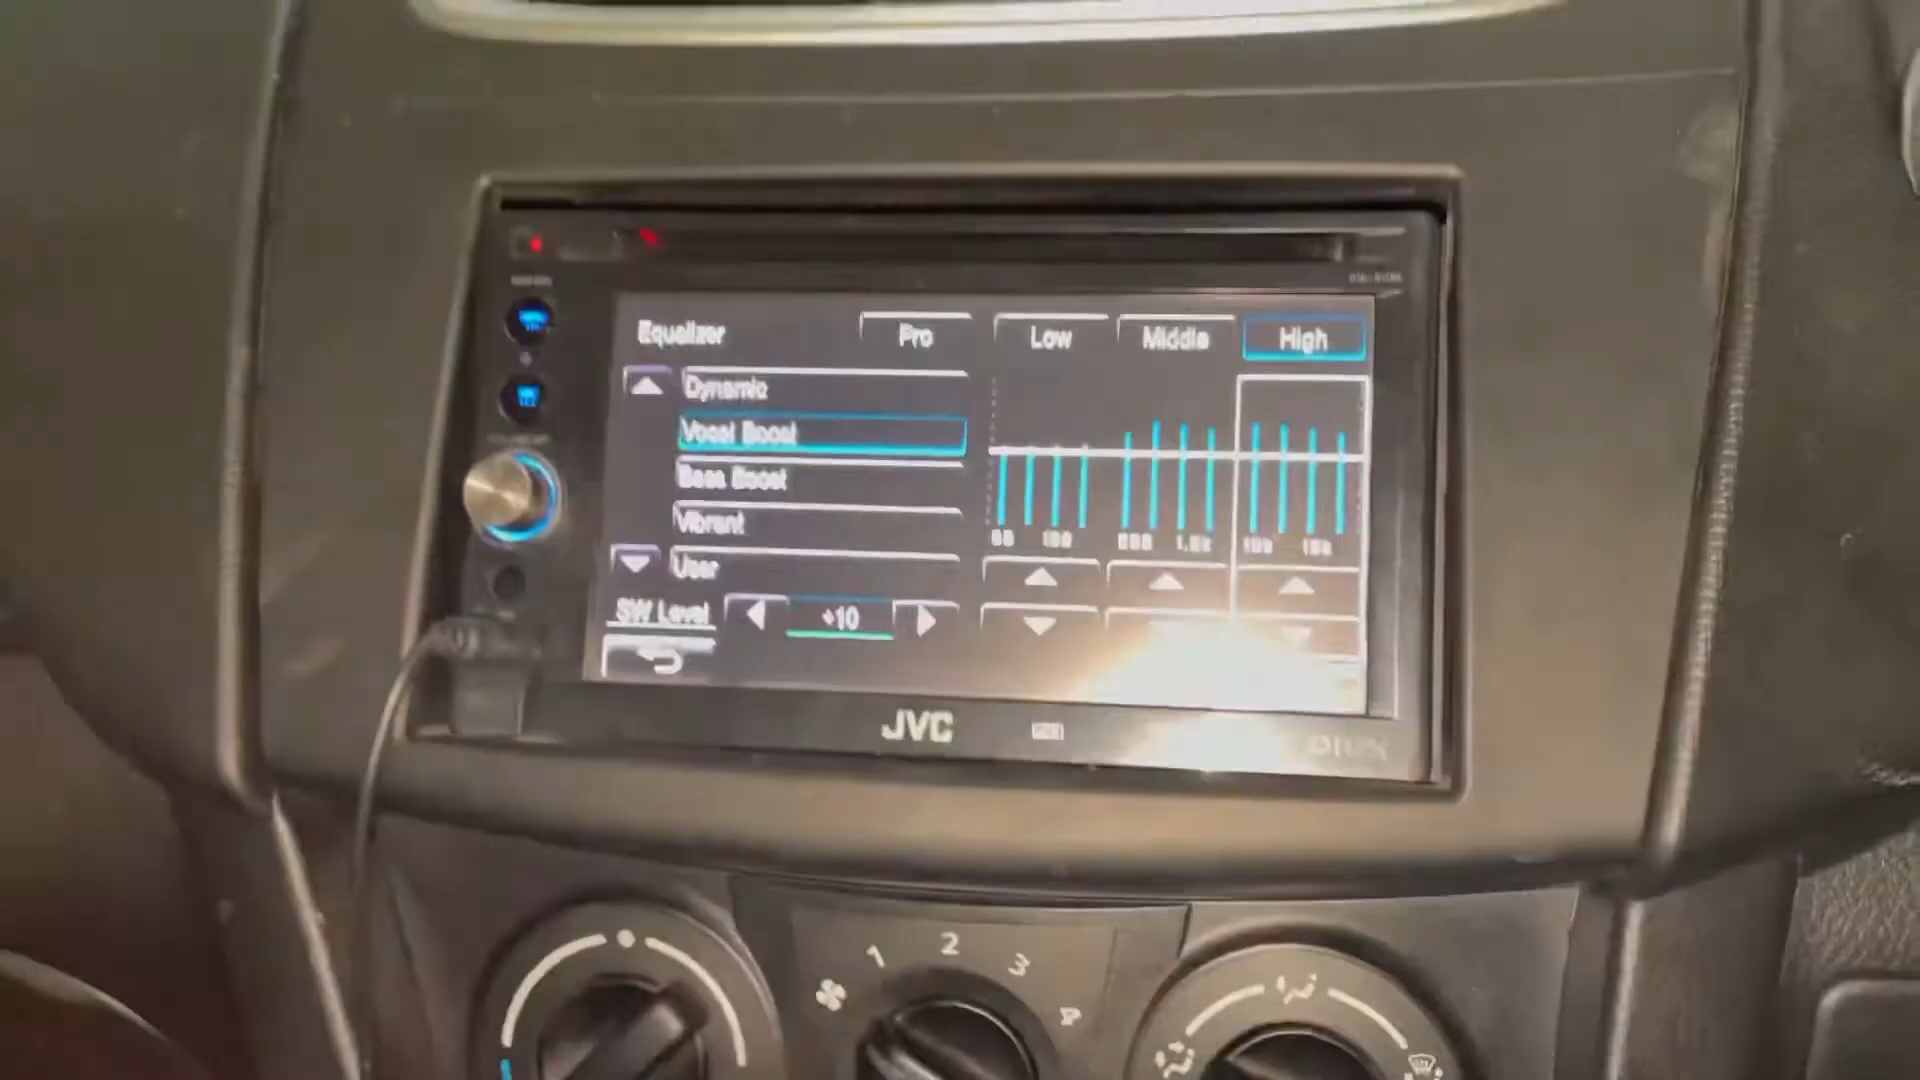 Equalizer Pro Low Middle High
Dynamic
Vocal Boost
Bass Boost
Vibrant
User
SW Level +10
JVC
1 2 3